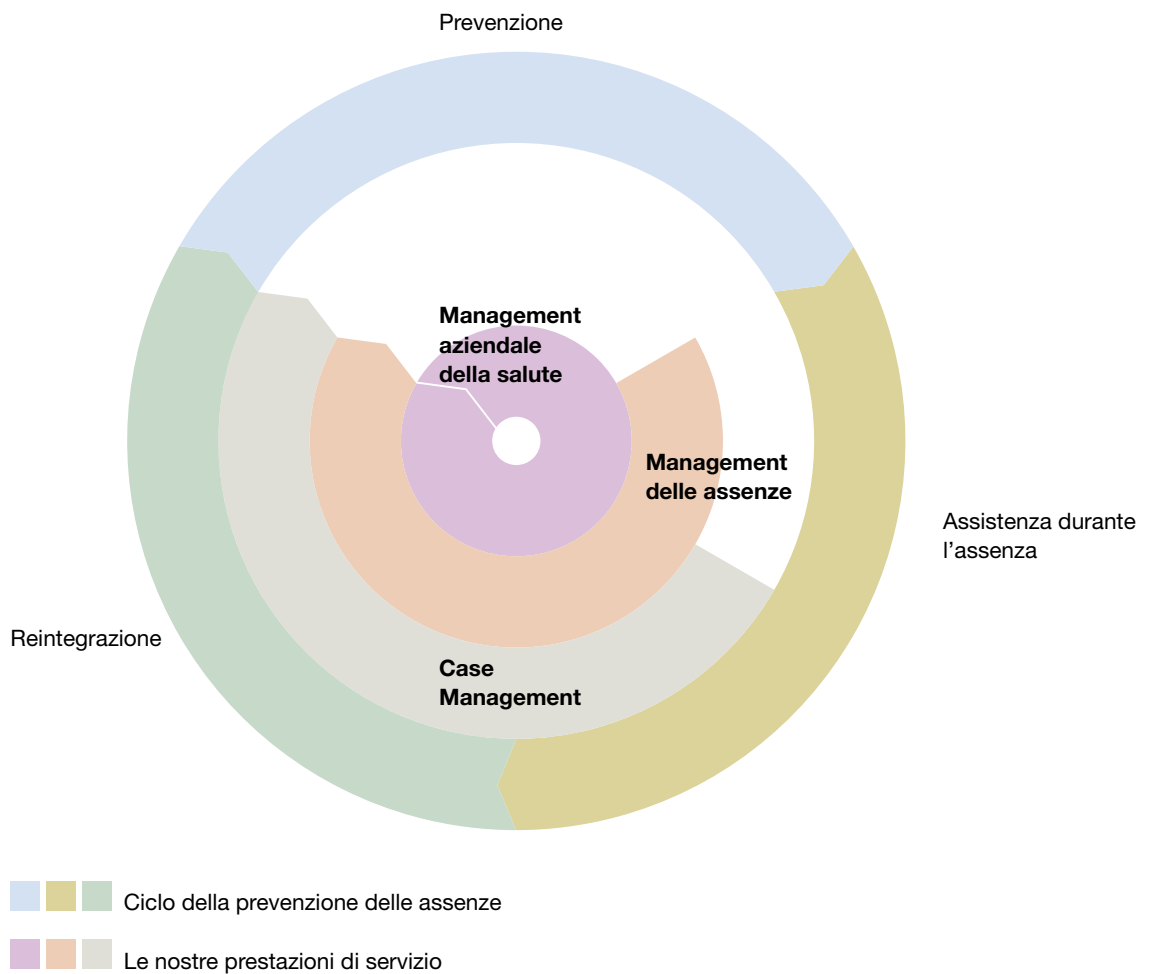 Prevenzione
Management
aziendale
della salute
Management
delle assenze
Assistenza durante
l’assenza
Reintegrazione
Case
Management
Ciclo della prevenzione delle assenze
Le nostre prestazioni di servizio